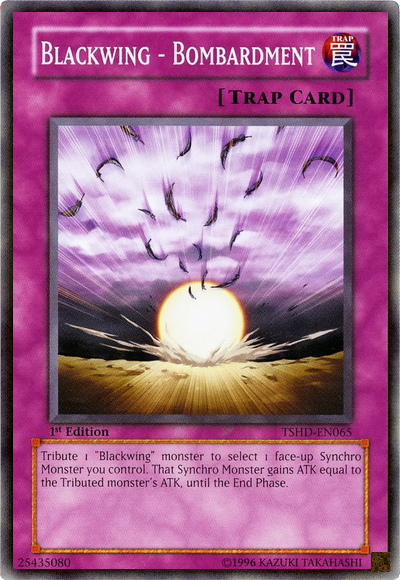 Blackwing - Bombardment
TRAP
罠
[Trap Card]
1st Edition
TSHD-EN065
Tribute 1 "Blackwing" monster to select 1 face-up Synchro
Monster you control. That Synchro Monster gains ATK equal to
the Tributed monster's ATK, until the End Phase.
25435080
©1996 KAZUKI TAKAHASHI